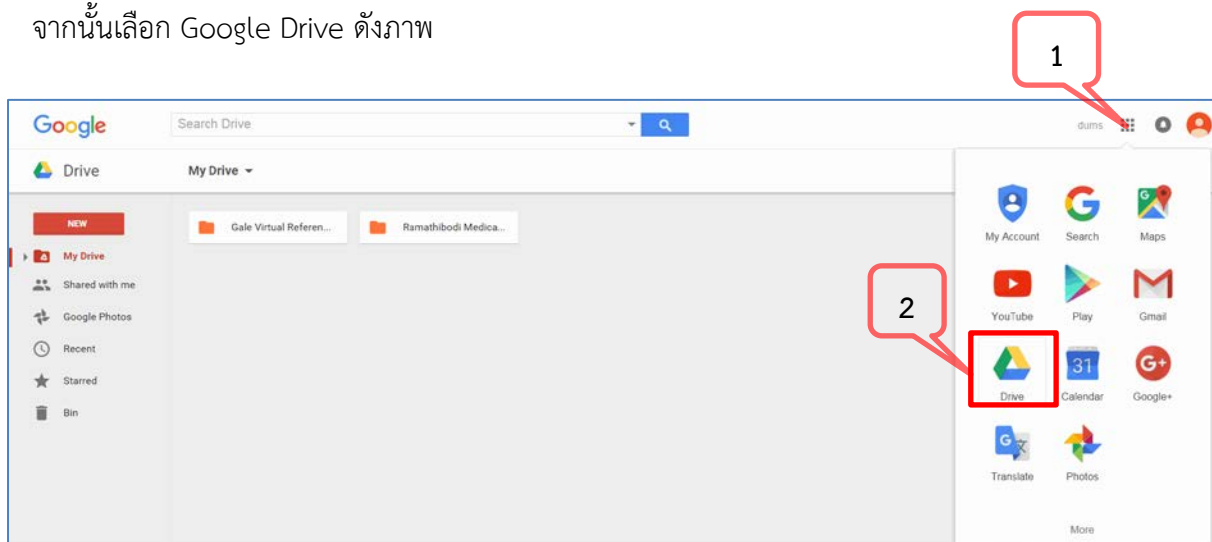 จากนั้นเลือก Google Drive ดังภาพ
1
Google
Search Drive
dums
Drive
My Drive
NEW
Gale Virtual Referen...
Ramathibodi Medica...
My Drive
Shared with me
Google Photos
Recent
Starred
Bin
My Account Search Maps
2
YouTube Play Gmail
31
G+
Drive Calendar Google+
Translate Photos
More